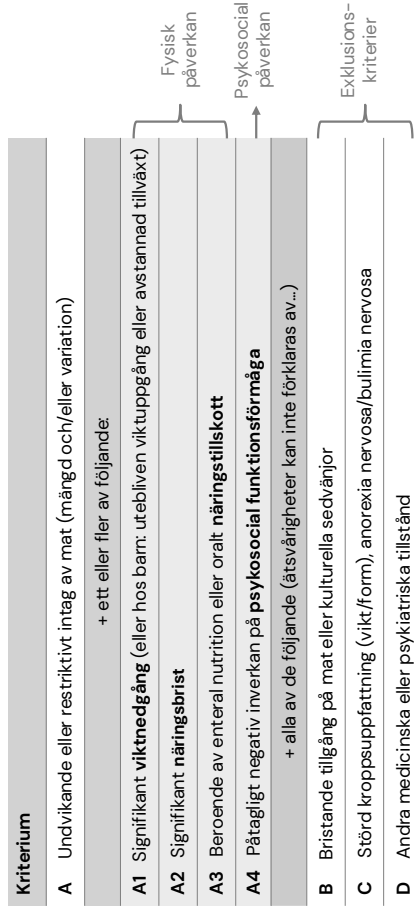 Kriterium
A Undvikande eller restriktivt intag av mat (mängd och/eller variation)
+ ett eller fler av följande:
A1 Signifikant viktnedgång (eller hos barn: utebliven viktuppgång eller avstannad tillväxt)
A2 Signifikant näringsbrist
A3 Beroende av enteral nutrition eller oralt näringstillskott
Fysisk
påverkan
A4 Påtagligt negativ inverkan på psykosocial funktionsförmåga
Psykosocial
påverkan
+ alla av de följande (ätsvårigheter kan inte förklaras av…)
B Bristande tillgång på mat eller kulturella sedvänjor
C Störd kroppsuppfattning (vikt/form), anorexia nervosa/bulimia nervosa
D Andra medicinska eller psykiatriska tillstånd
Exklusions-
kriterier